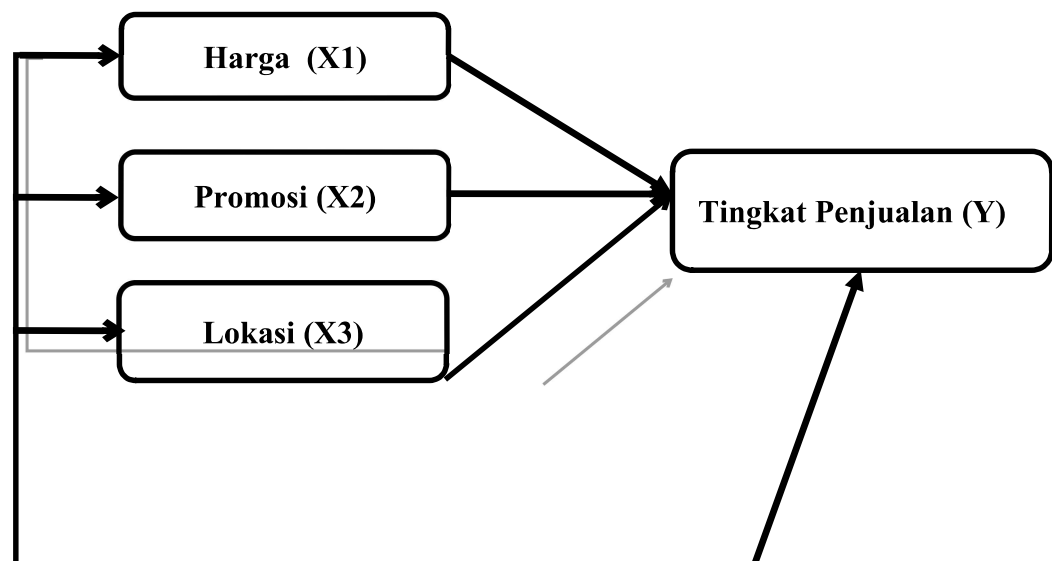 Harga (X1)
Promosi (X2)
Tingkat Penjualan (Y)
Lokasi (X3)